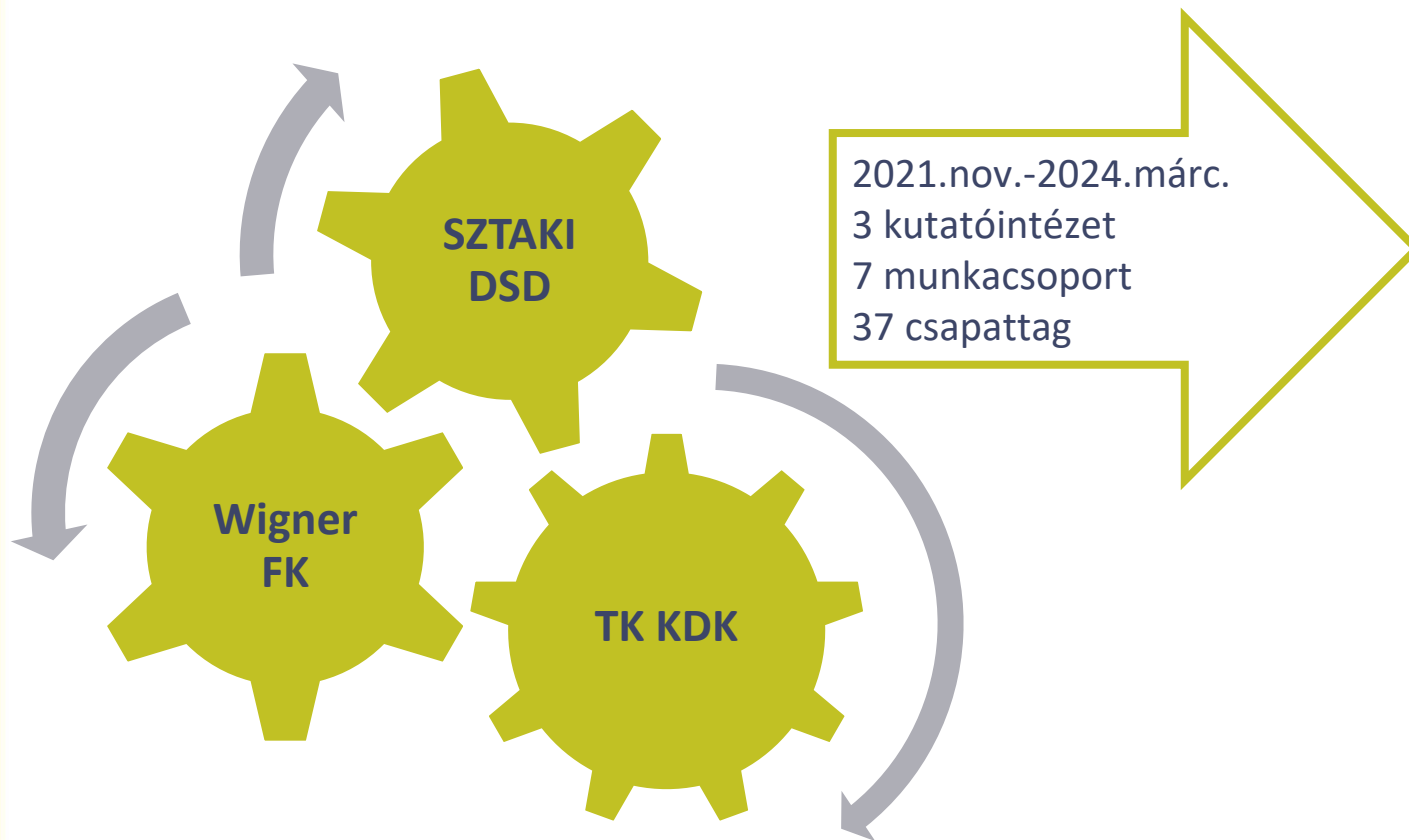 SZTAKI
DSD
Wigner
FK
TK KDK
2021.nov.-2024.márc.
3 kutatóintézet
7 munkacsoport
37 csapattag